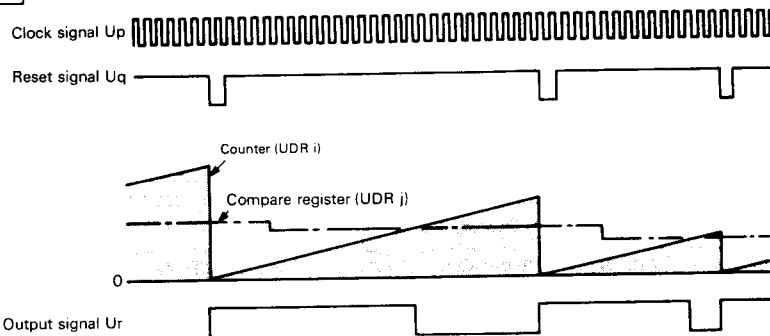 Clock signal Up
Reset signal Uq
Counter (UDR i)
Compare register (UDR j)
0
Output signal Ur